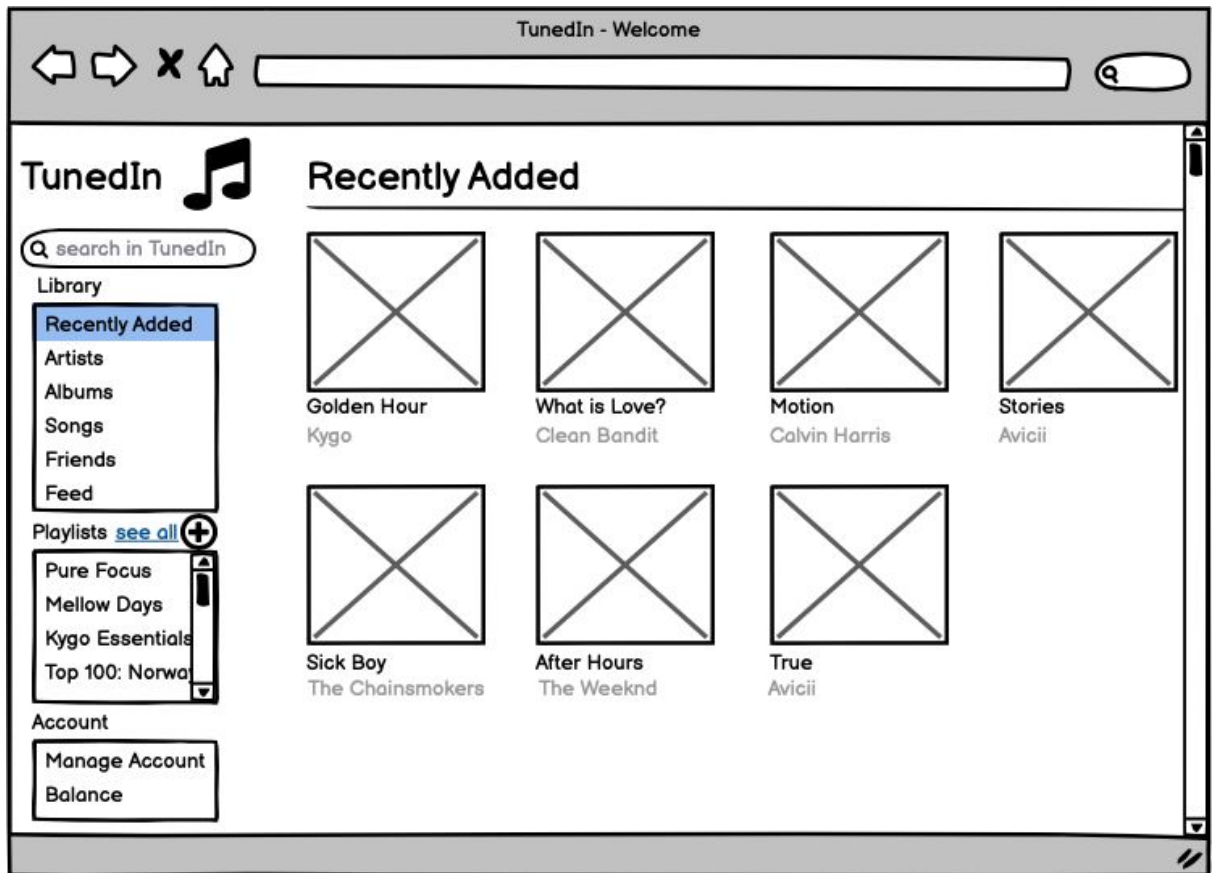 TunedIn - Welcome
TunedIn
search in TunedIn
Library
Recently Added
Artists
Albums
Songs
Friends
Feed
Playlists see all
Pure Focus
Mellow Days
Kygo Essentials
Top 100: Norway
Account
Manage Account
Balance
Recently Added
Golden Hour
Kygo
What is Love?
Clean Bandit
Motion
Calvin Harris
Stories
Avicii
Sick Boy
The Chainsmokers
After Hours
The Weeknd
True
Avicii